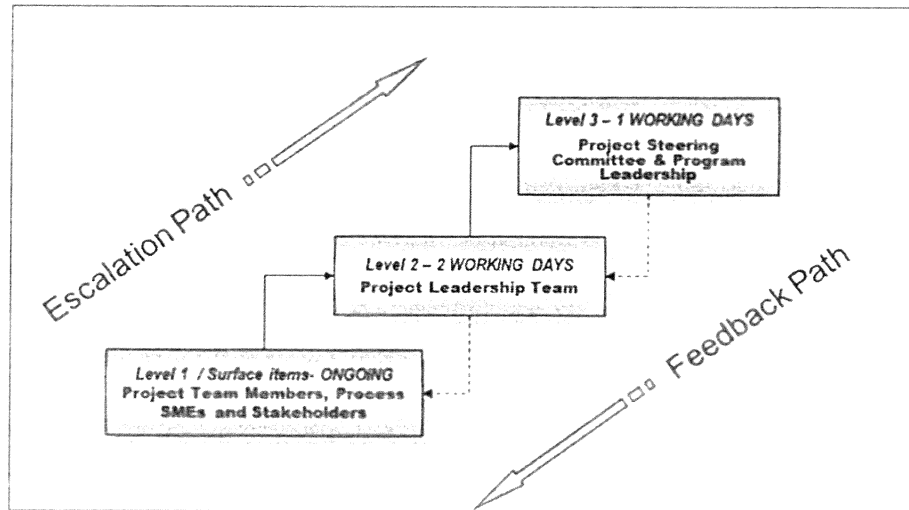 Escalation Path
Level 3 – 1 WORKING DAYS
Project Steering
Committee & Program
Leadership
Level 2 – 2 WORKING DAYS
Project Leadership Team
Level 1 / Surface items- ONGOING
Project Team Members, Process
SMEs and Stakeholders
Feedback Path